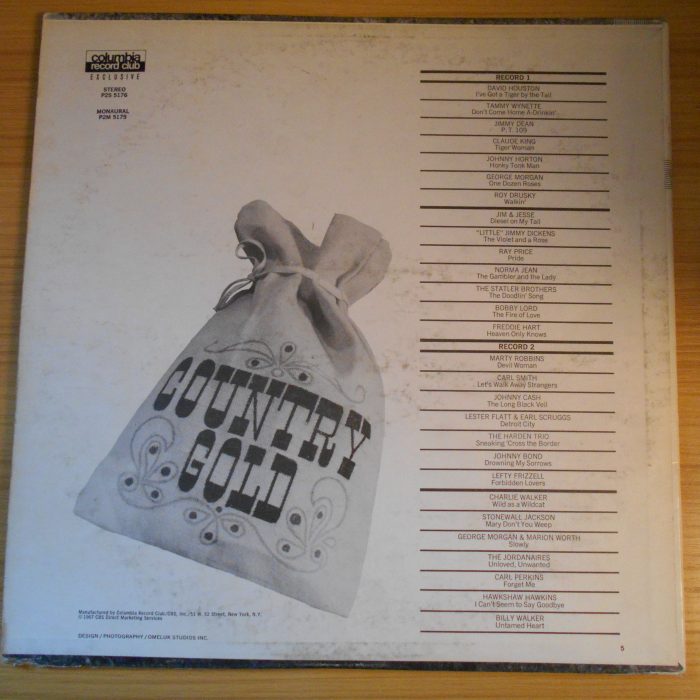 columbia
record club
EXCLUSIVE
STEREO
P2S 5176
MONAURAL
P2M 5175
COUNTRY
GOLD
RECORD 1
DAVID HOUSTON
I've Got a Tiger by the Tail
TAMMY WYNETTE
Don't Come Home A-Drinkin'
JIMMY DEAN
P. T. 109
CLAUDE KING
Tiger Woman
JOHNNY HORTON
Honky Tonk Man
GEORGE MORGAN
One Dozen Roses
ROY DRUSKY
Walkin'
JIM & JESSE
Diesel on My Tail
"LITTLE" JIMMY DICKENS
The Violet and a Rose
RAY PRICE
Pride
NORMA JEAN
The Gambler and the Lady
THE STATLER BROTHERS
The Doodlin' Song
BOBBY LORD
The Fire of Love
FREDDIE HART
Heaven Only Knows
RECORD 2
MARTY ROBBINS
Devil Woman
CARL SMITH
Let's Walk Away Strangers
JOHNNY CASH
The Long Black Veil
LESTER FLATT & EARL SCRUGGS
Detroit City
THE HARDEN TRIO
Sneaking 'Cross the Border
JOHNNY BOND
Drowning My Sorrows
LEFTY FRIZZELL
Forbidden Lovers
CHARLIE WALKER
Wild as a Wildcat
STONEWALL JACKSON
Mary Don't You Weep
GEORGE MORGAN & MARION WORTH
Slowly
THE JORDANAIRES
Unloved, Unwanted
CARL PERKINS
Forget Me
HAWKSHAW HAWKINS
I Can't Seem to Say Goodbye
BILLY WALKER
Untamed Heart
Manufactured by Columbia Record Club/CBS, Inc./51 W. 52 Street, New York, N.Y.
© 1967 CBS Direct Marketing Services
DESIGN / PHOTOGRAPHY / OMELUK STUDIOS INC.
5